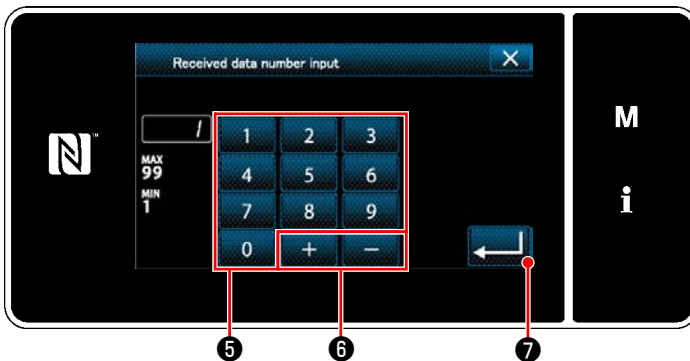 Received data number input
×
1
MAX
99
MIN
1
1 2 3
4 5 6
7 8 9
0 + −
M
i
N™
❺ ❻ ❼